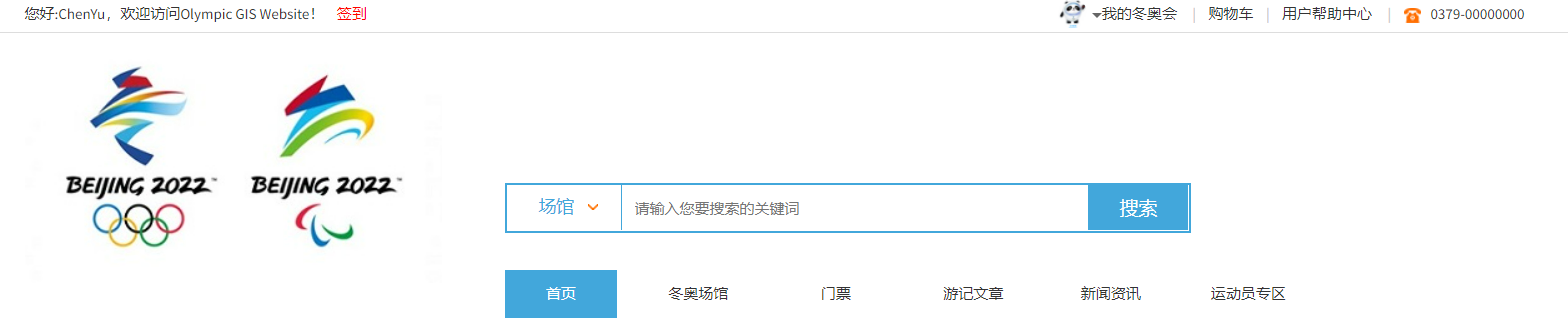 您好:ChenYu，欢迎访问Olympic GIS Website！ 签到 我的冬奥会 | 购物车 | 用户帮助中心 | 0379-00000000
BEIJING 2022™ BEIJING 2022™
场馆 请输入您要搜索的关键词 搜索
首页 冬奥场馆 门票 游记文章 新闻资讯 运动员专区